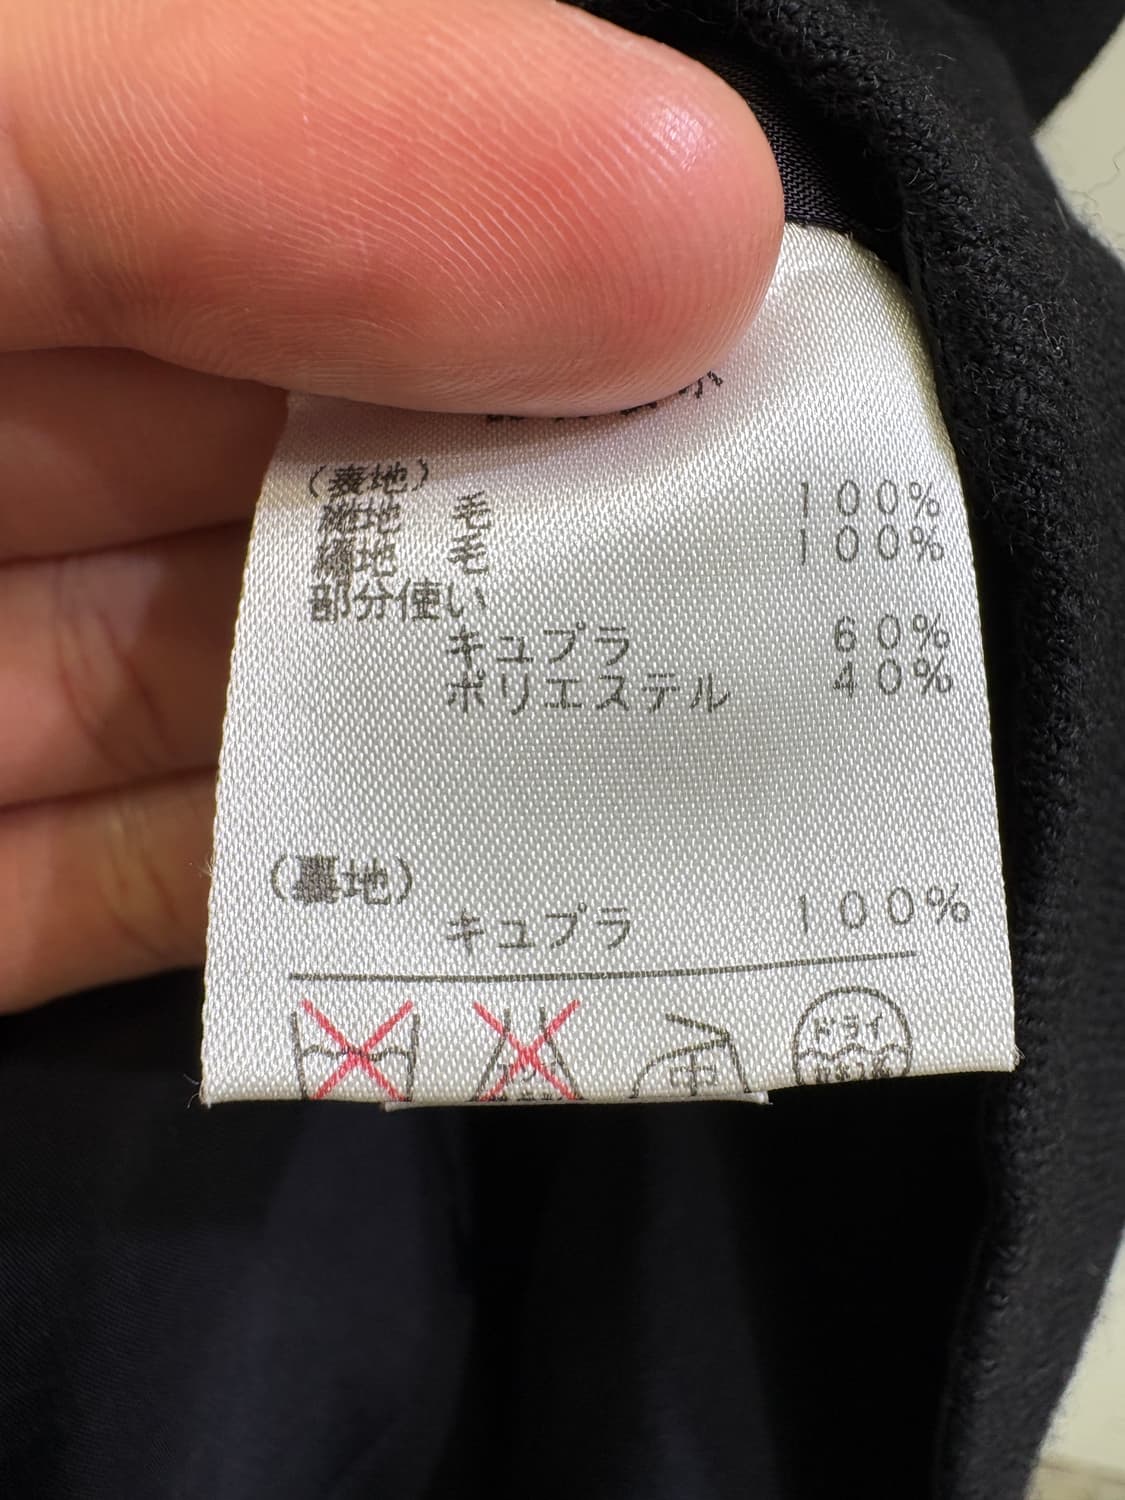 (表地)
地 毛 100%
編地 毛 100%
部分使い
キュプラ 60%
ポリエステル 40%
(裏地)
キュプラ 100%
中 ドライ